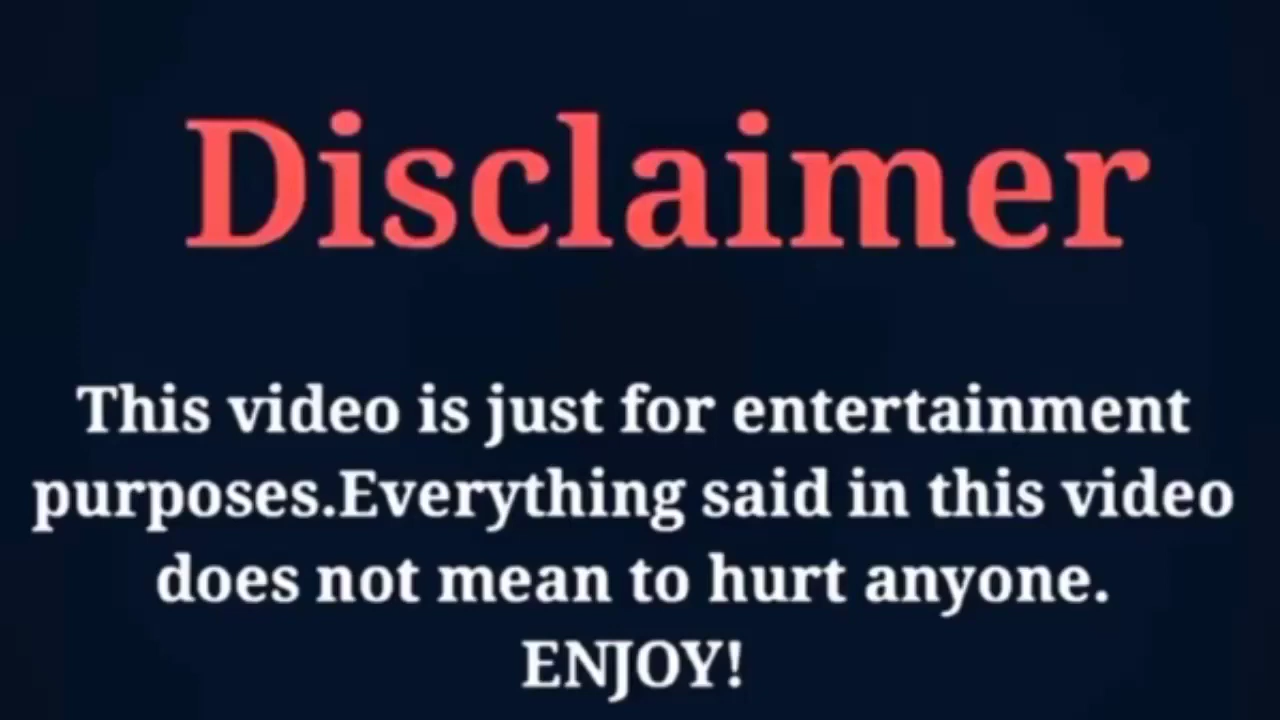 Disclaimer
This video is just for entertainment
purposes.Everything said in this video
does not mean to hurt anyone.
ENJOY!